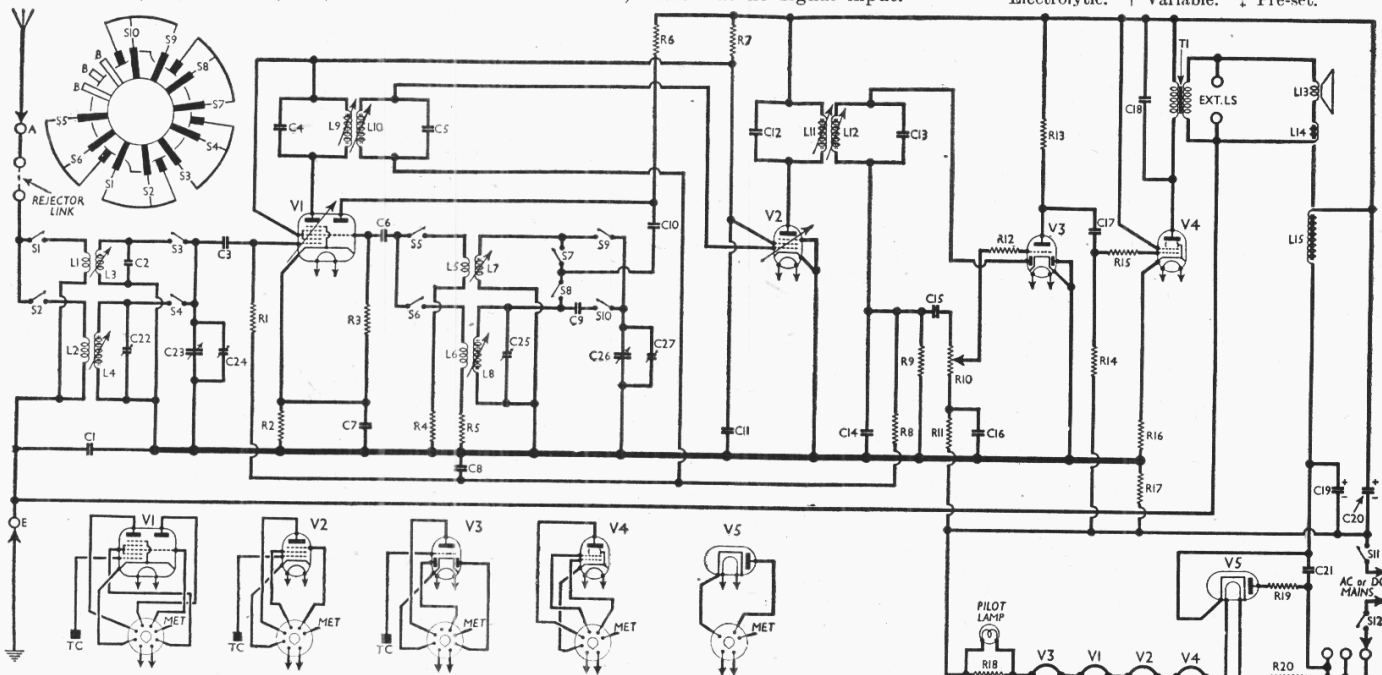 no signal input.
Electrolytic. † Variable. ‡ Pre-set.
S10
S9
S8
S7
S4
S3
S2
S1
S6
S5
B
B
A
REJECTOR
LINK
S1
S2
L1
L3
C2
S3
S4
C3
L2
L4
C22
C23
C24
R1
C1
E
C4
L9
L10
C5
V1
C6
S5
S6
R3
R2
C7
R4
R5
C8
L5
L7
L6
L8
C25
S7
S8
C9
S9
S10
C26
C27
C10
R6
R7
C11
C12
L11
L12
C13
V2
C14
R8
R9
C15
R10
R11
C16
R12
R13
V3
C17
R15
R14
C18
V4
T1
EXT. LS
L13
L14
L15
R16
R17
C19
+
-
C20
+
-
S11
AC or DC
MAINS
S12
C21
R19
V5
R20
PILOT
LAMP
R18
V3
V1
V2
V4
V1
TC
MET
V2
TC
MET
V3
TC
MET
V4
MET
V5
MET